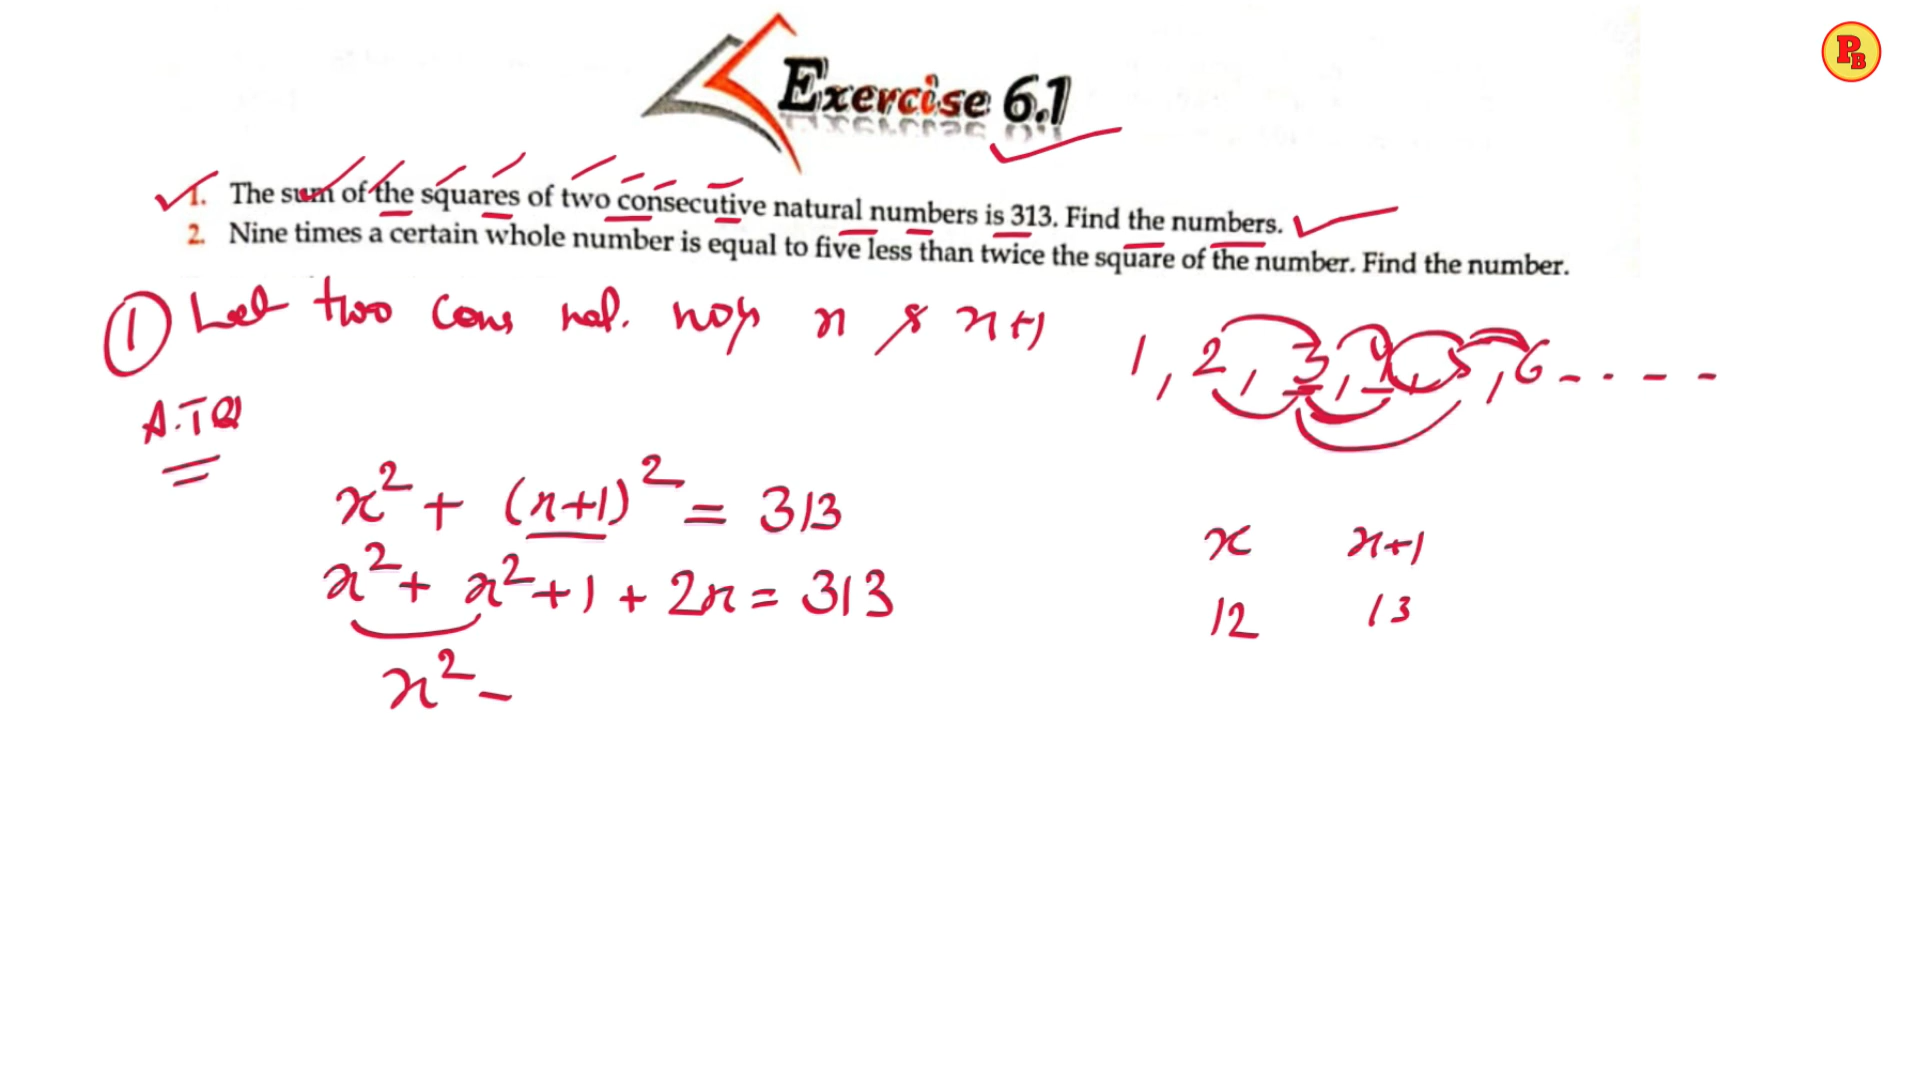 Exercise 6.1
PB
1. The sum of the squares of two consecutive natural numbers is 313. Find the numbers.
2. Nine times a certain whole number is equal to five less than twice the square of the number. Find the number.
① Let two cons nat. nos x & x+1
1, 2, 3, 4, 5, 6 - - - -
A.T.Q
x² + (x+1)² = 313
x² + x² + 1 + 2x = 313
x² -
x x+1
12 13